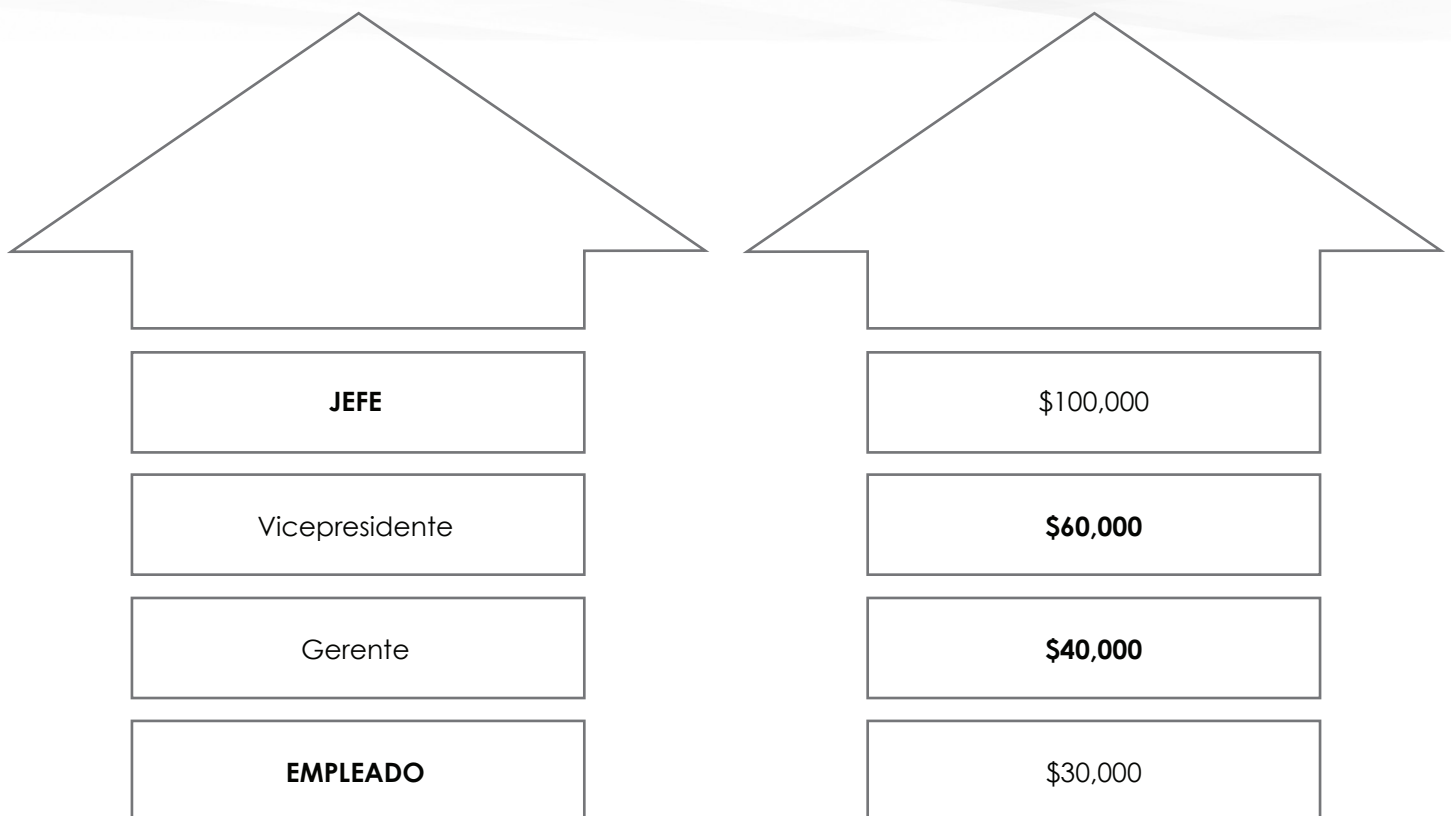 JEFE
$100,000
Vicepresidente
$60,000
Gerente
$40,000
EMPLEADO
$30,000